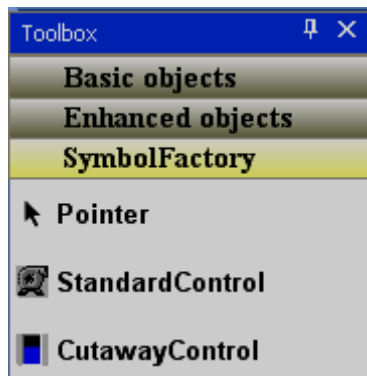 Toolbox
Basic objects
Enhanced objects
SymbolFactory
Pointer
StandardControl
CutawayControl